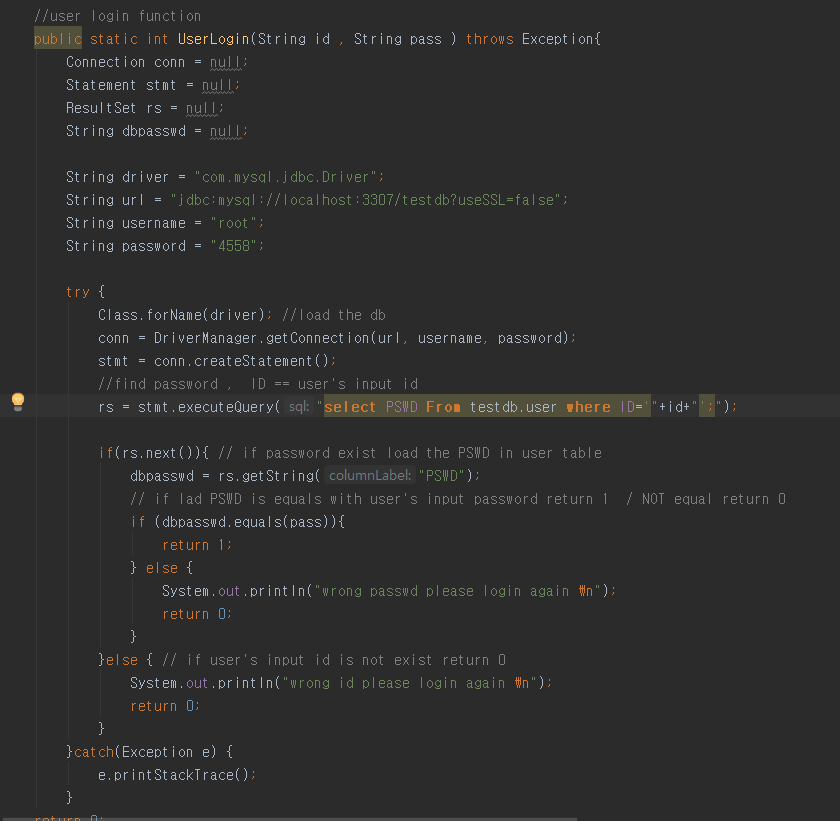 //user login function
public static int UserLogin(String id , String pass ) throws Exception{
Connection conn = null;
Statement stmt = null;
ResultSet rs = null;
String dbpasswd = null;
String driver = "com.mysql.jdbc.Driver";
String url = "jdbc:mysql://localhost:3307/testdb?useSSL=false";
String username = "root";
String password = "4558";
try {
Class.forName(driver); //load the db
conn = DriverManager.getConnection(url, username, password);
stmt = conn.createStatement();
//find password ,  ID == user's input id
rs = stmt.executeQuery( sql: "select PSWD From testdb.user where ID='"+id+"';");
if(rs.next()){ // if password exist load the PSWD in user table
dbpasswd = rs.getString( columnLabel: "PSWD");
// if lad PSWD is equals with user's input password return 1  / NOT equal return 0
if (dbpasswd.equals(pass)){
return 1;
} else {
System.out.println("wrong passwd please login again ₩n");
return 0;
}
}else { // if user's input id is not exist return 0
System.out.println("wrong id please login again ₩n");
return 0;
}
}catch(Exception e) {
e.printStackTrace();
}
return 0;